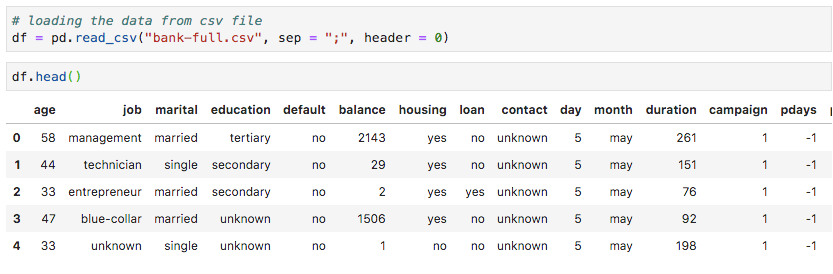 # loading the data from csv file
df = pd.read_csv("bank-full.csv", sep = ";", header = 0)
df.head()
age job marital education default balance housing loan contact day month duration campaign pdays
0 58 management married tertiary no 2143 yes no unknown 5 may 261 1 -1
1 44 technician single secondary no 29 yes no unknown 5 may 151 1 -1
2 33 entrepreneur married secondary no 2 yes yes unknown 5 may 76 1 -1
3 47 blue-collar married unknown no 1506 yes no unknown 5 may 92 1 -1
4 33 unknown single unknown no 1 no no unknown 5 may 198 1 -1